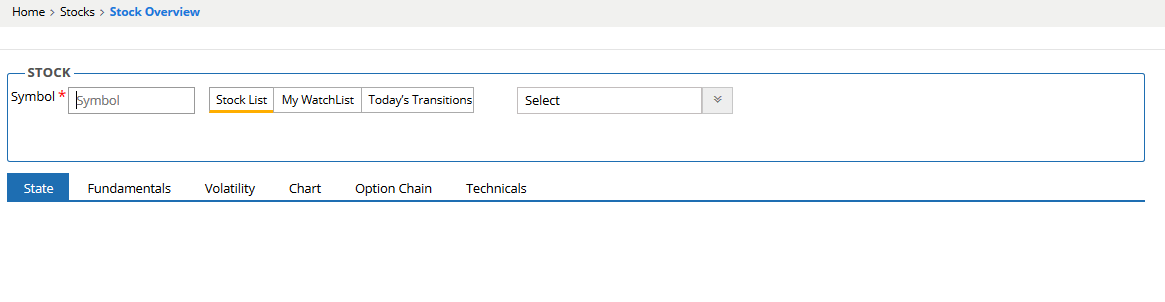 Home > Stocks > Stock Overview
STOCK
Symbol * Symbol Stock List My WatchList Today's Transitions Select
State Fundamentals Volatility Chart Option Chain Technicals